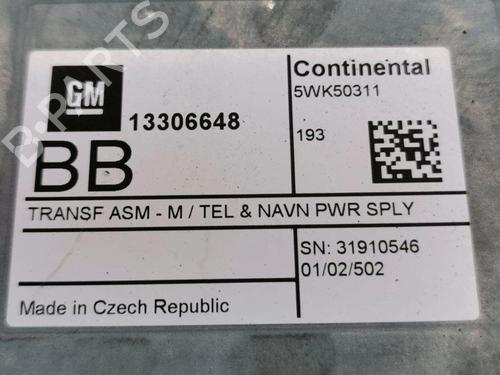 GM
13306648
BB
Continental
5WK50311
193
TRANSF ASM - M / TEL & NAVN PWR SPLY
SN: 31910546
01/02/502
Made in Czech Republic
B-PARTS